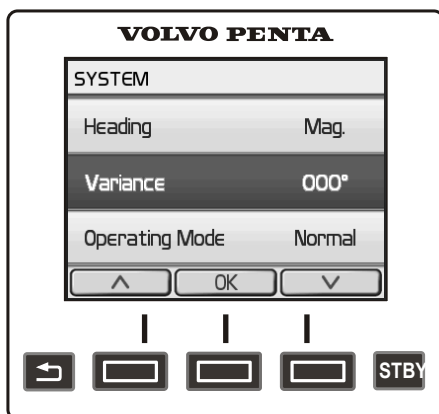 VOLVO PENTA
SYSTEM
Heading Mag.
Variance 000°
Operating Mode Normal
OK
STBY